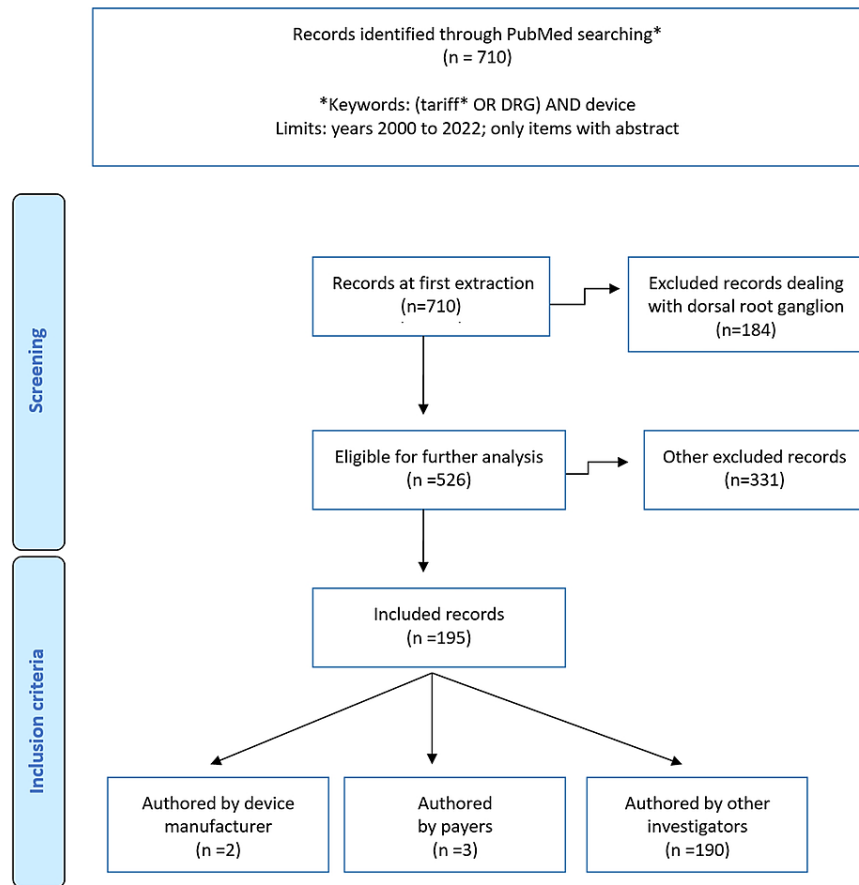 Records identified through PubMed searching*
(n = 710)
*Keywords: (tariff* OR DRG) AND device
Limits: years 2000 to 2022; only items with abstract
Screening
Records at first extraction
(n=710)
Excluded records dealing
with dorsal root ganglion
(n=184)
Eligible for further analysis
(n =526)
Other excluded records
(n=331)
Inclusion criteria
Included records
(n =195)
Authored by device
manufacturer
(n =2)
Authored
by payers
(n =3)
Authored by other
investigators
(n =190)